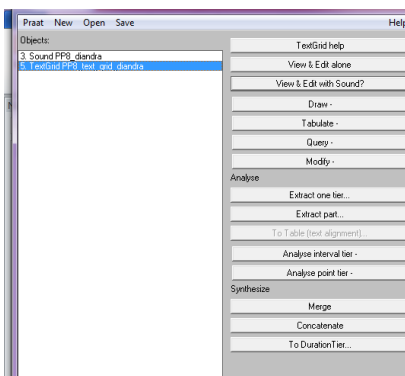 Praat New Open Save Help
Objects:
3. Sound PP8_diandra
5. TextGrid PP8_text_grid_diandra
TextGrid help
View & Edit alone
View & Edit with Sound?
Draw -
Tabulate -
Query -
Modify -
Analyse
Extract one tier...
Extract part...
To Table (text alignment)...
Analyse interval tier -
Analyse point tier -
Synthesize
Merge
Concatenate
To DurationTier...